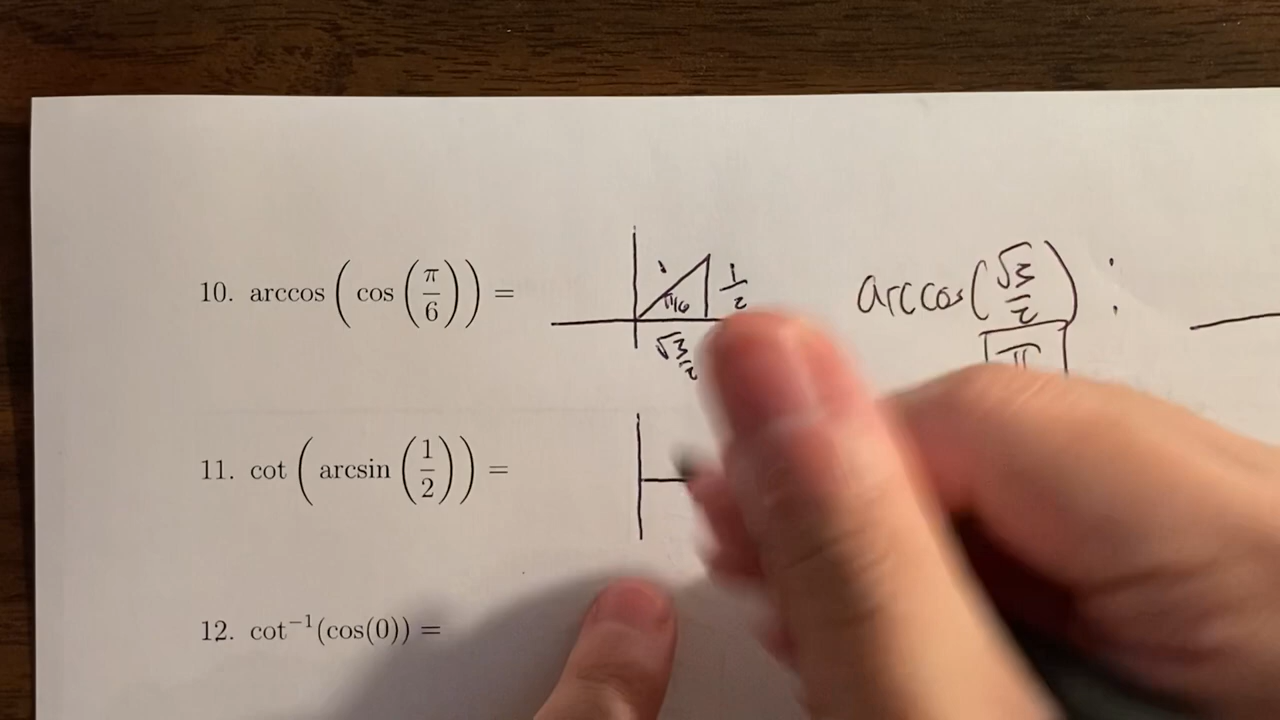 10. arccos ( cos ( π/6 ) ) = 1 π/6 1/2 √3/2 arccos ( √3/2 ) :
π
11. cot ( arcsin ( 1/2 ) ) =
12. cot⁻¹(cos(0)) =